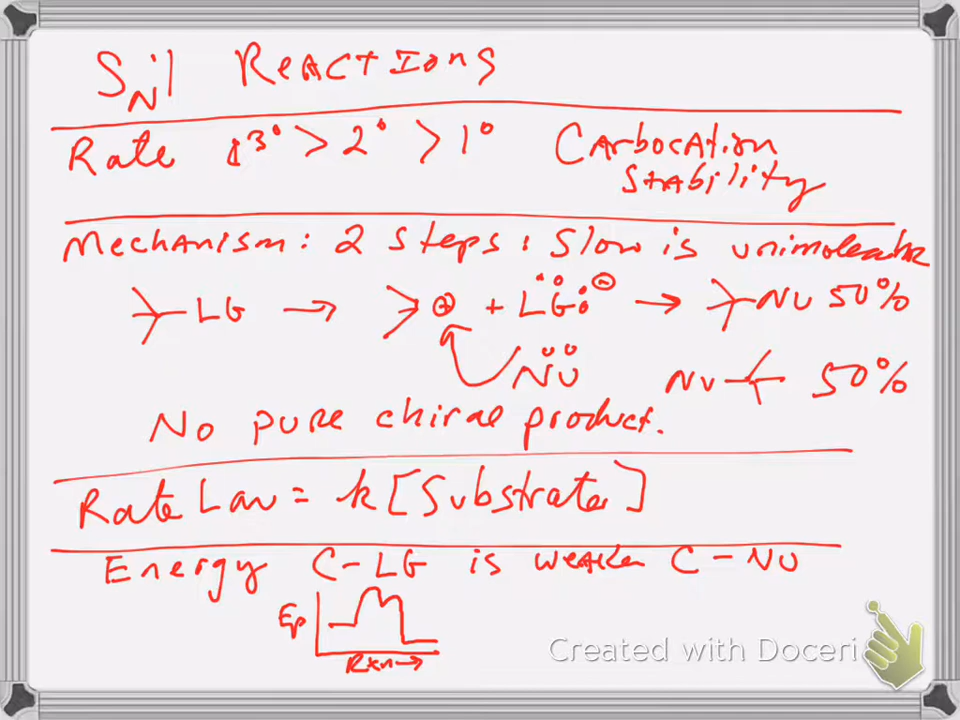 SN1 Reactions
Rate 3° > 2° > 1° Carbocation
Stability
Mechanism: 2 Steps: Slow is unimolecular
LG → ⊕ + LG:⊖ → Nu 50%
Nu Nu 50%
No pure chiral product.
Rate Law = k [Substrate]
Energy C-LG is weaker C-Nu
Ep
Rxn →
Created with Doceri